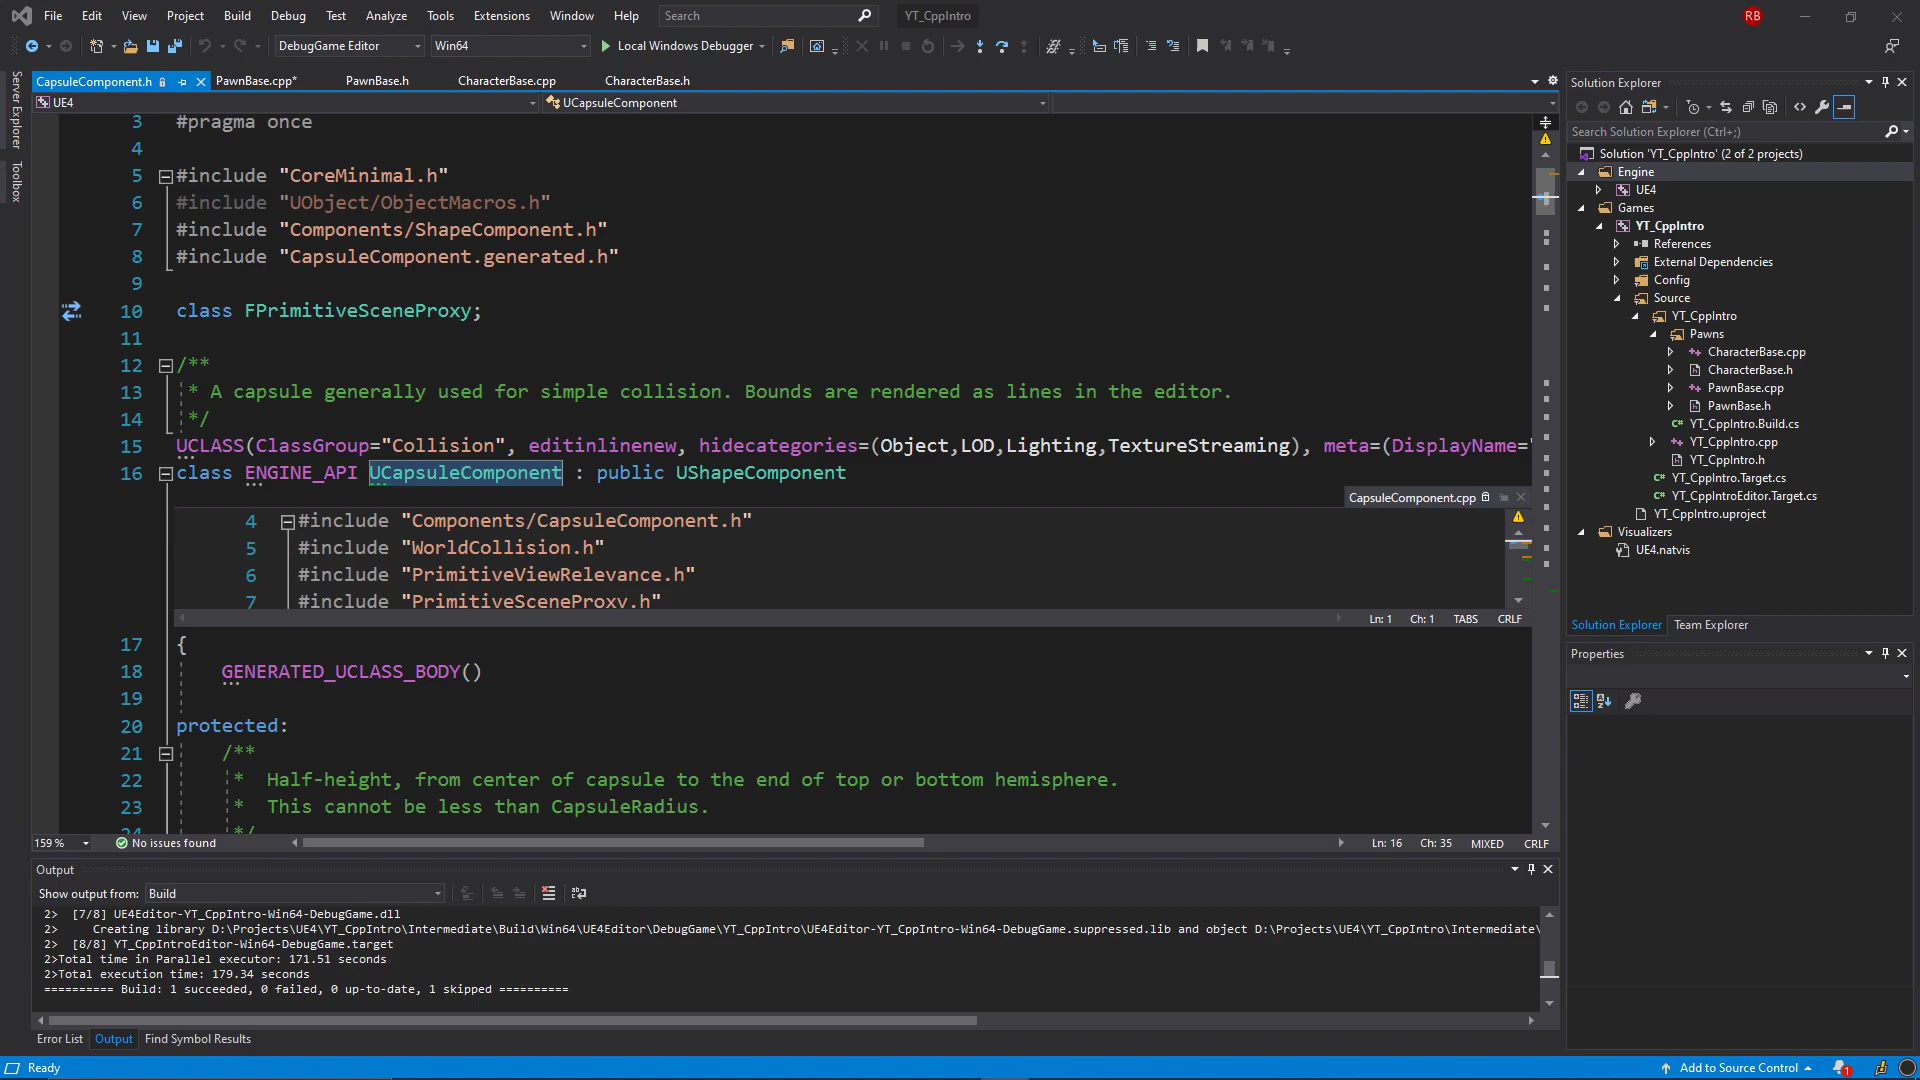 File Edit View Project Build Debug Test Analyze Tools Extensions Window Help Search YT_CppIntro RB
DebugGame Editor Win64 Local Windows Debugger
Server Explorer
Toolbox
CapsuleComponent.h PawnBase.cpp* PawnBase.h CharacterBase.cpp CharacterBase.h
UE4 UCapsuleComponent
3 #pragma once
4
5 #include "CoreMinimal.h"
6 #include "UObject/ObjectMacros.h"
7 #include "Components/ShapeComponent.h"
8 #include "CapsuleComponent.generated.h"
9
10 class FPrimitiveSceneProxy;
11
12 /**
13 * A capsule generally used for simple collision. Bounds are rendered as lines in the editor.
14 */
15 UCLASS(ClassGroup="Collision", editinlinenew, hidecategories=(Object,LOD,Lighting,TextureStreaming), meta=(DisplayName="
16 class ENGINE_API UCapsuleComponent : public UShapeComponent
CapsuleComponent.cpp
4 #include "Components/CapsuleComponent.h"
5 #include "WorldCollision.h"
6 #include "PrimitiveViewRelevance.h"
7 #include "PrimitiveSceneProxy.h"
Ln: 1 Ch: 1 TABS CRLF
17 {
18 GENERATED_UCLASS_BODY()
19
20 protected:
21 /**
22 * Half-height, from center of capsule to the end of top or bottom hemisphere.
23 * This cannot be less than CapsuleRadius.
24 */
159 % No issues found Ln: 16 Ch: 35 MIXED CRLF
Output
Show output from: Build
2> [7/8] UE4Editor-YT_CppIntro-Win64-DebugGame.dll
2> Creating library D:\Projects\UE4\YT_CppIntro\Intermediate\Build\Win64\UE4Editor\DebugGame\YT_CppIntro\UE4Editor-YT_CppIntro-Win64-DebugGame.suppressed.lib and object D:\Projects\UE4\YT_CppIntro\Intermediate\
2> [8/8] YT_CppIntroEditor-Win64-DebugGame.target
2>Total time in Parallel executor: 171.51 seconds
2>Total execution time: 179.34 seconds
========== Build: 1 succeeded, 0 failed, 0 up-to-date, 1 skipped ==========
Error List Output Find Symbol Results
Solution Explorer
Search Solution Explorer (Ctrl+;)
Solution 'YT_CppIntro' (2 of 2 projects)
Engine
UE4
Games
YT_CppIntro
References
External Dependencies
Config
Source
YT_CppIntro
Pawns
CharacterBase.cpp
CharacterBase.h
PawnBase.cpp
PawnBase.h
YT_CppIntro.Build.cs
YT_CppIntro.cpp
YT_CppIntro.h
YT_CppIntro.Target.cs
YT_CppIntroEditor.Target.cs
YT_CppIntro.uproject
Visualizers
UE4.natvis
Solution Explorer Team Explorer
Properties
Ready Add to Source Control 1